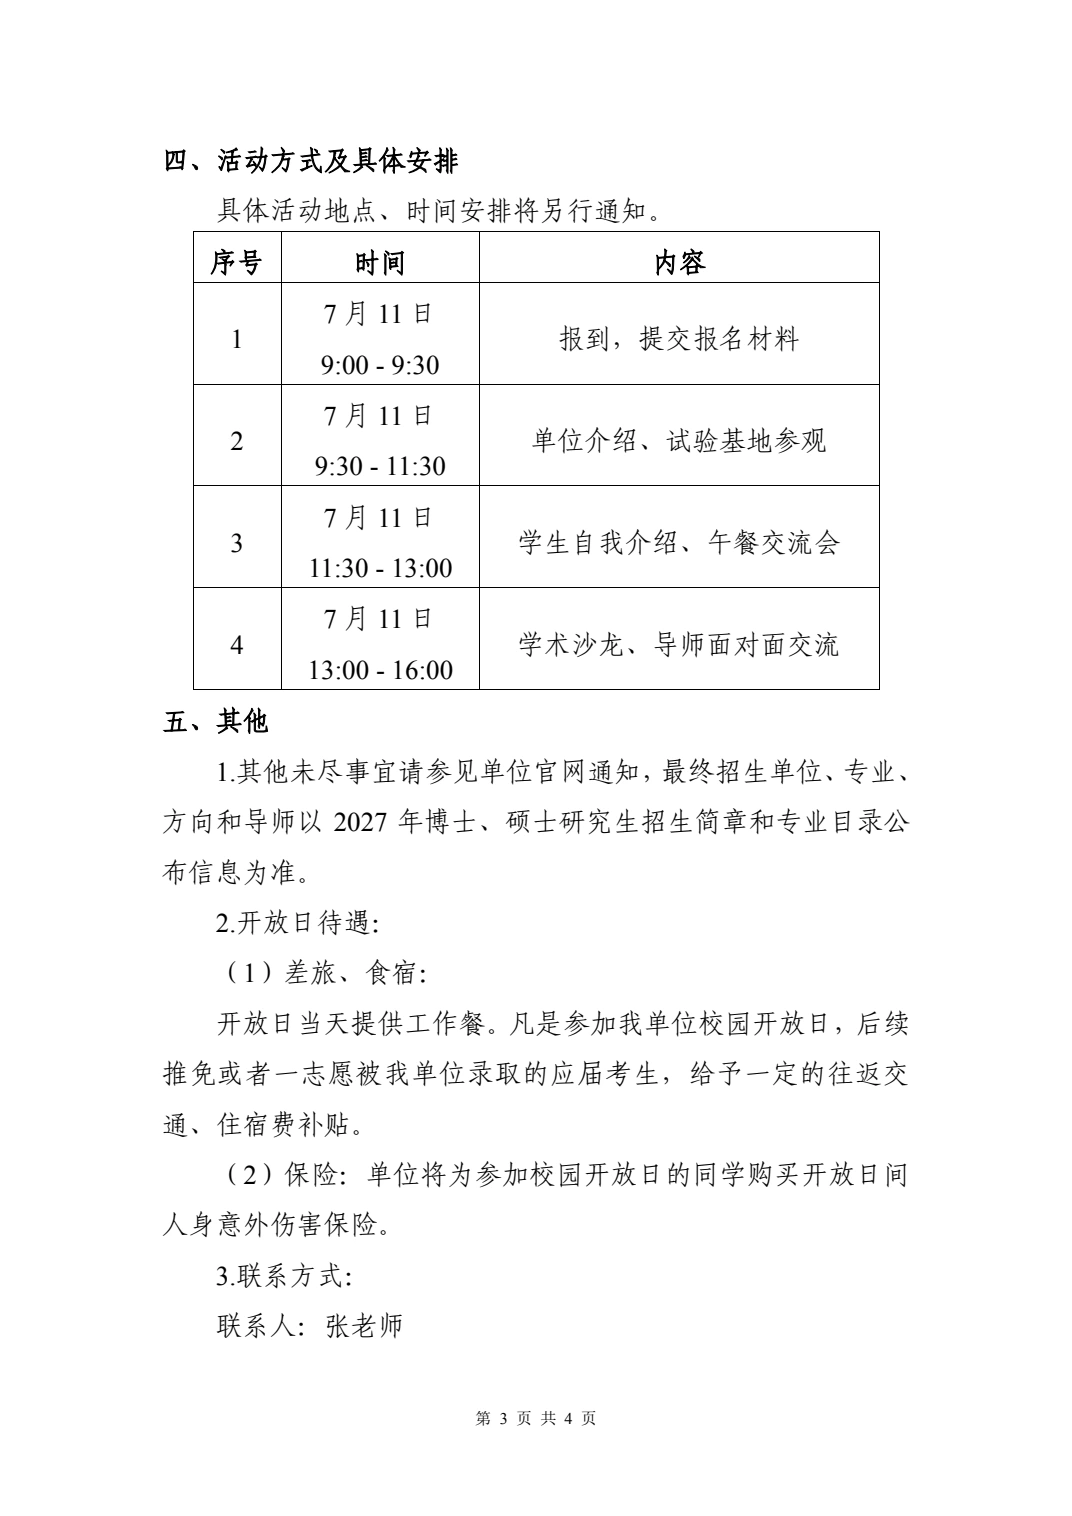 四、活动方式及具体安排
具体活动地点、时间安排将另行通知。
序号 时间 内容
1 7 月 11 日 9:00 - 9:30 报到，提交报名材料
2 7 月 11 日 9:30 - 11:30 单位介绍、试验基地参观
3 7 月 11 日 11:30 - 13:00 学生自我介绍、午餐交流会
4 7 月 11 日 13:00 - 16:00 学术沙龙、导师面对面交流
五、其他
1.其他未尽事宜请参见单位官网通知，最终招生单位、专业、
方向和导师以 2027 年博士、硕士研究生招生简章和专业目录公
布信息为准。
2.开放日待遇：
（1）差旅、食宿：
开放日当天提供工作餐。凡是参加我单位校园开放日，后续
推免或者一志愿被我单位录取的应届考生，给予一定的往返交
通、住宿费补贴。
（2）保险：单位将为参加校园开放日的同学购买开放日间
人身意外伤害保险。
3.联系方式：
联系人：张老师
第 3 页 共 4 页